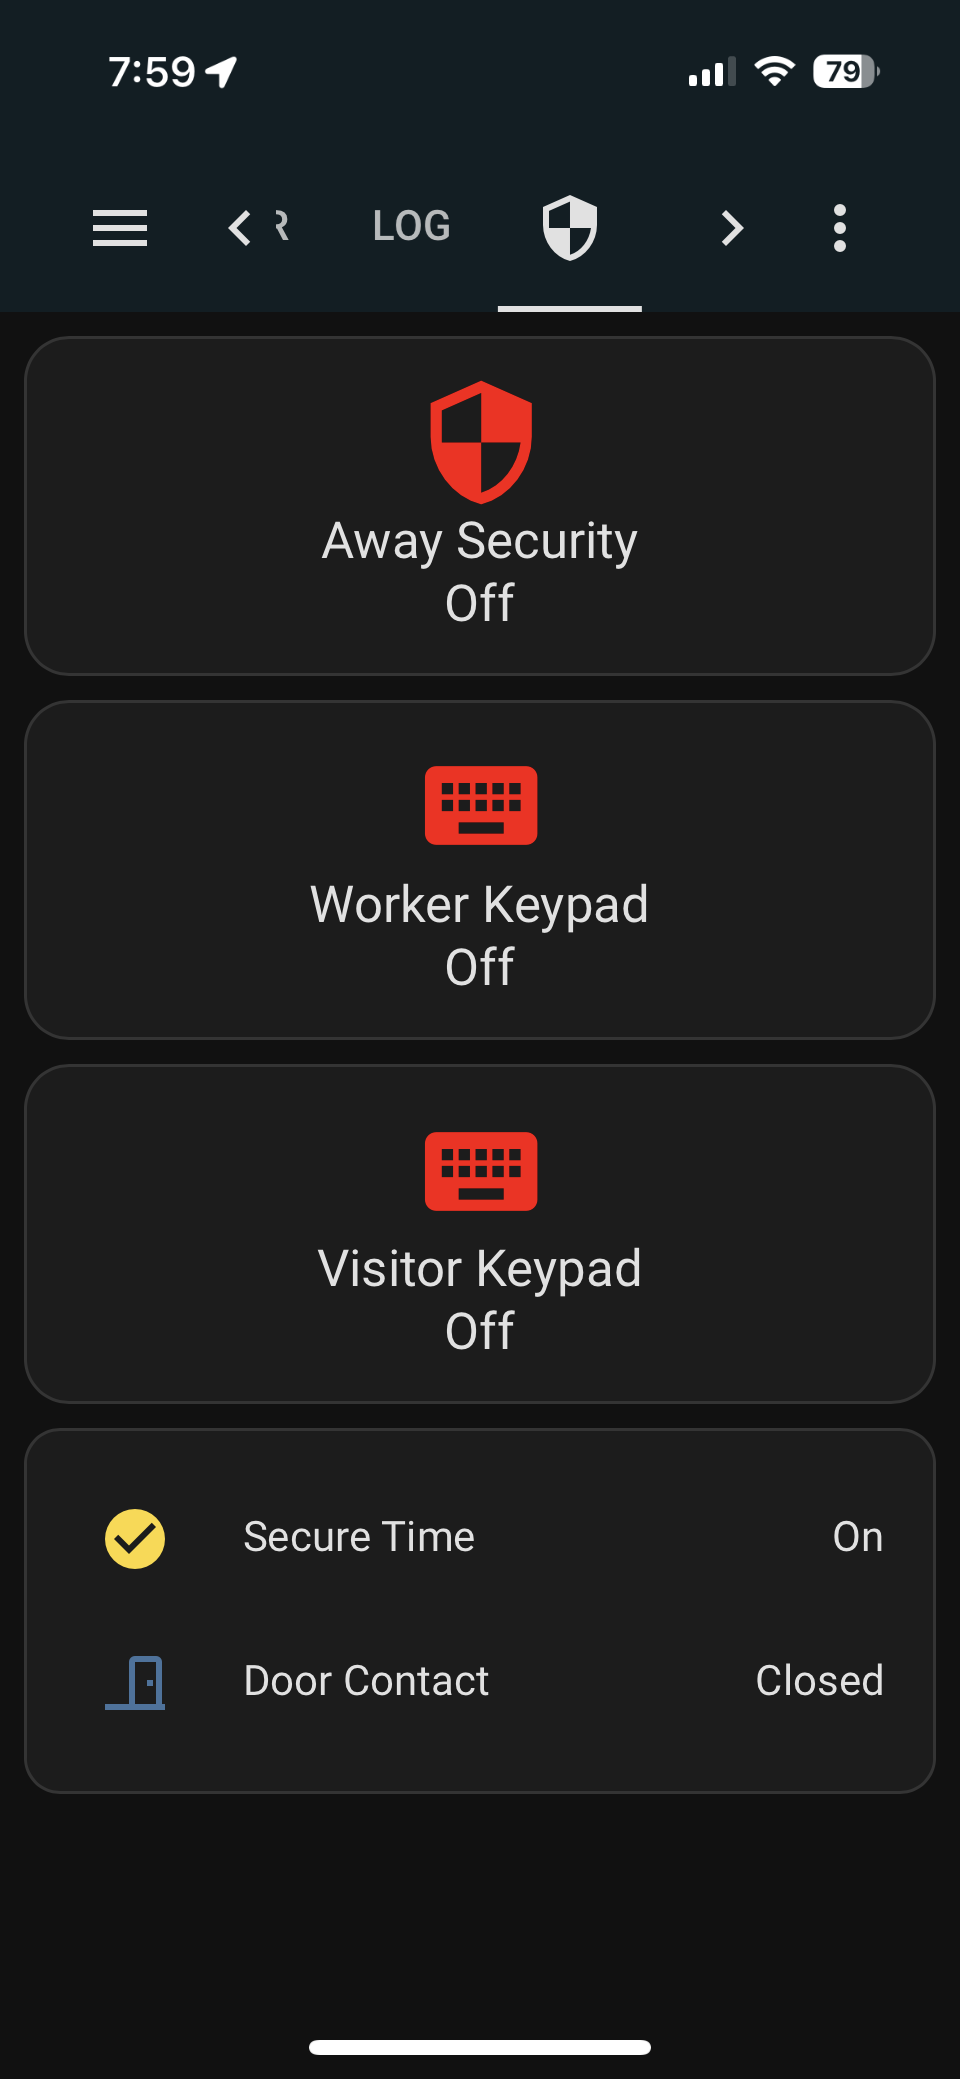 7:59
79
LOG
Away Security
Off
Worker Keypad
Off
Visitor Keypad
Off
Secure Time On
Door Contact Closed